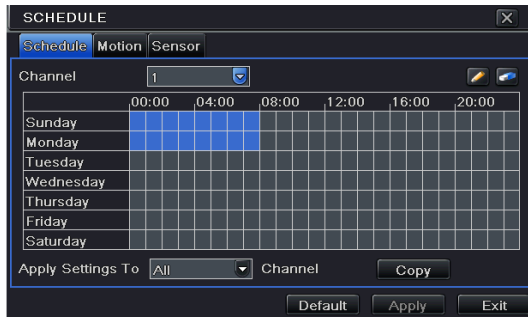 SCHEDULE
Schedule Motion Sensor
Channel 1
00:00 04:00 08:00 12:00 16:00 20:00
Sunday
Monday
Tuesday
Wednesday
Thursday
Friday
Saturday
Apply Settings To All Channel Copy
Default Apply Exit